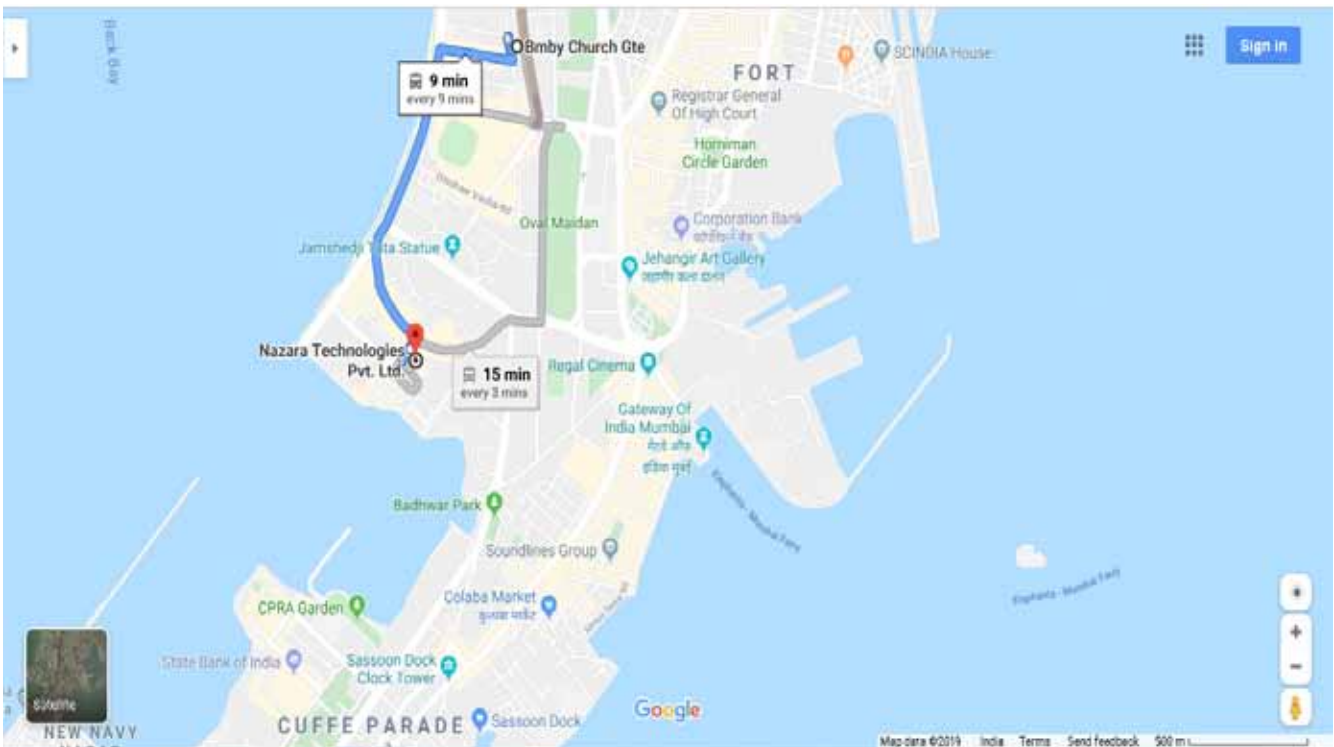 Back Bay
Bmby Church Gte
9 min
every 9 mins
FORT
SCINDIA House
Sign in
Registrar General
Of High Court
Horniman
Circle Garden
Oval Maidan
Corporation Bank
Jamshedji Tata Statue
Jehangir Art Gallery
Nazara Technologies
Pvt. Ltd.
15 min
every 3 mins
Regal Cinema
Gateway Of
India Mumbai
Badhwar Park
Soundlines Group
CPRA Garden
Colaba Market
State Bank of India
Sassoon Dock
Clock Tower
Satellite
CUFFE PARADE
Sassoon Dock
Google
NEW NAVY
Map data ©2019 India Terms Send feedback 500 m